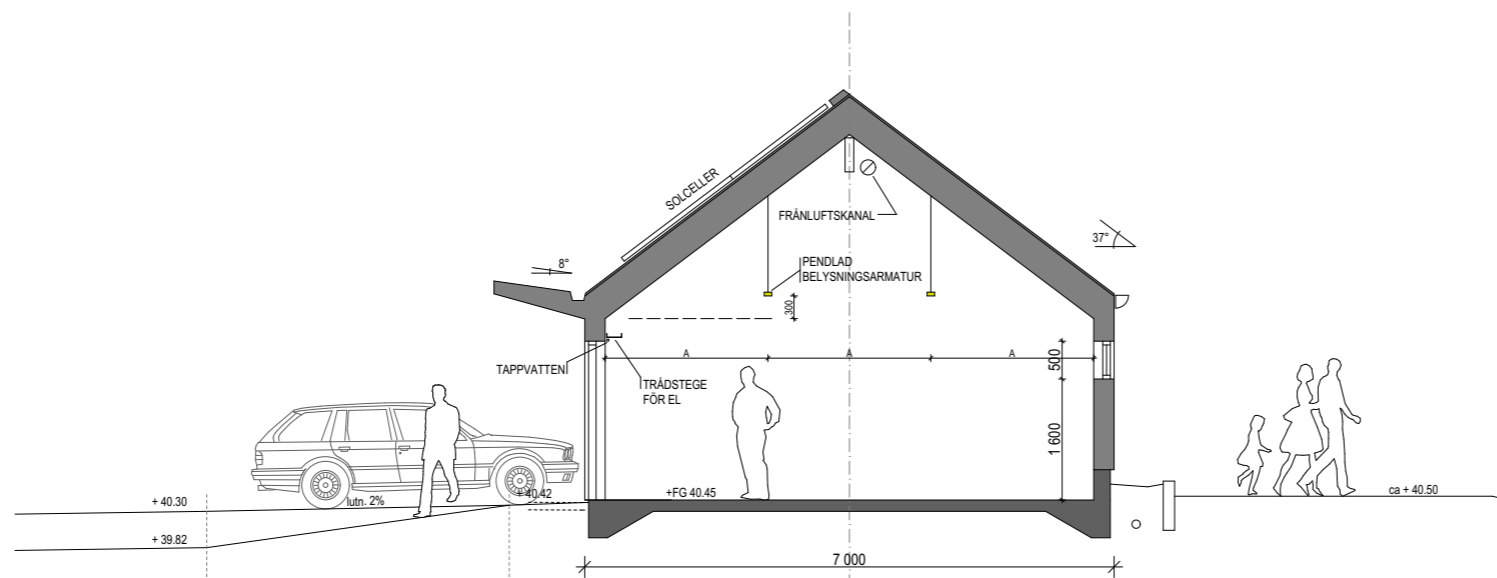 SOLCELLER
FRÅNLUFTSKANAL
37°
8°
PENDLAD
BELYSNINGSARMATUR
300
A
A
A
500
TAPPVATTEN
TRÅDSTEGE
FÖR EL
1 600
+ 40.30
lutn. 2%
+ 40.42
+FG 40.45
ca + 40.50
+ 39.82
7 000